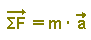 ΣF⃗ = m · a⃗